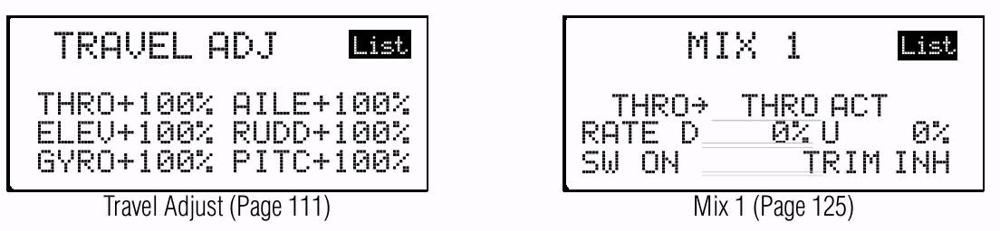 TRAVEL ADJ List
THRO+100% AILE+100%
ELEV+100% RUDD+100%
GYRO+100% PITC+100%
Travel Adjust (Page 111)
MIX 1 List
THRO→ THRO ACT
RATE D 0% U 0%
SW ON TRIM INH
Mix 1 (Page 125)